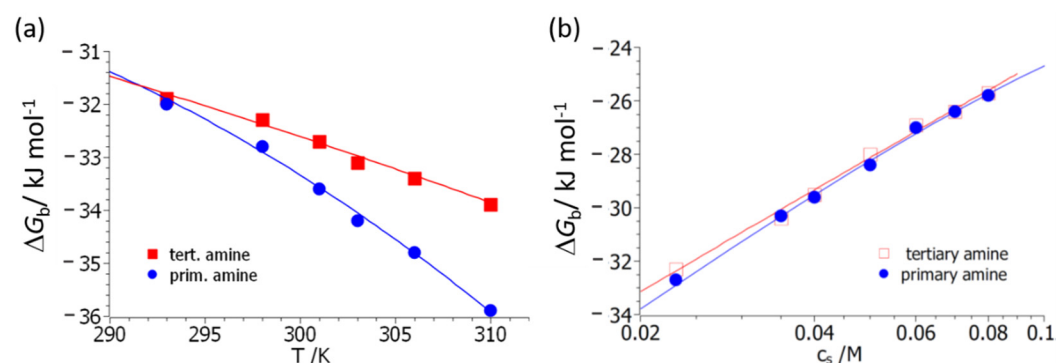 (a)
−31
−32
−33
−34
−35
−36
ΔG_b/ kJ mol⁻¹
tert. amine
prim. amine
290 295 300 305 310
T /K
(b)
−24
−26
−28
−30
−32
−34
ΔG_b/ kJ mol⁻¹
tertiary amine
primary amine
0.02 0.04 0.06 0.08 0.1
c_s /M